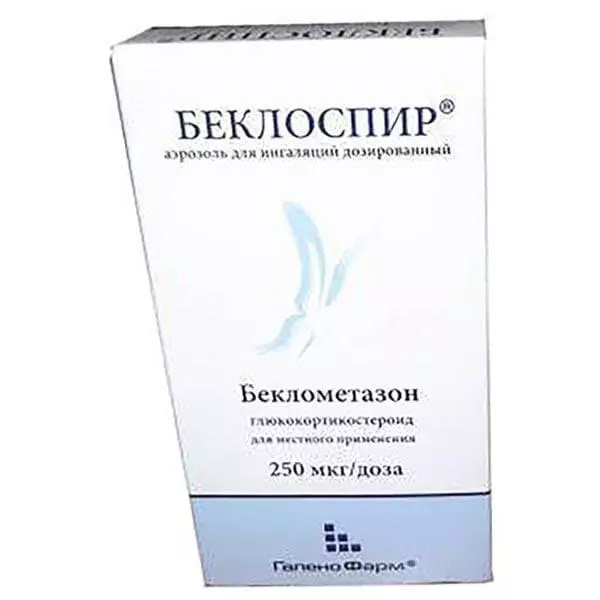 БЕКЛОСПИР®
аэрозоль для ингаляций дозированный
Беклометазон
глюкокортикостероид
для местного применения
250 мкг/доза
ГаленоФарм®